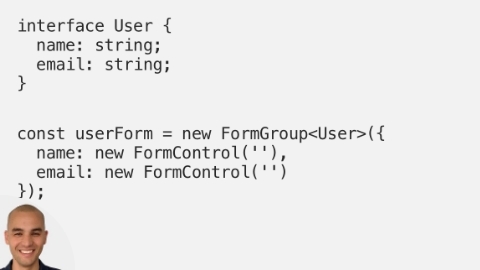 interface User {
  name: string;
  email: string;
}
const userForm = new FormGroup<User>({
  name: new FormControl(''),
  email: new FormControl('')
});